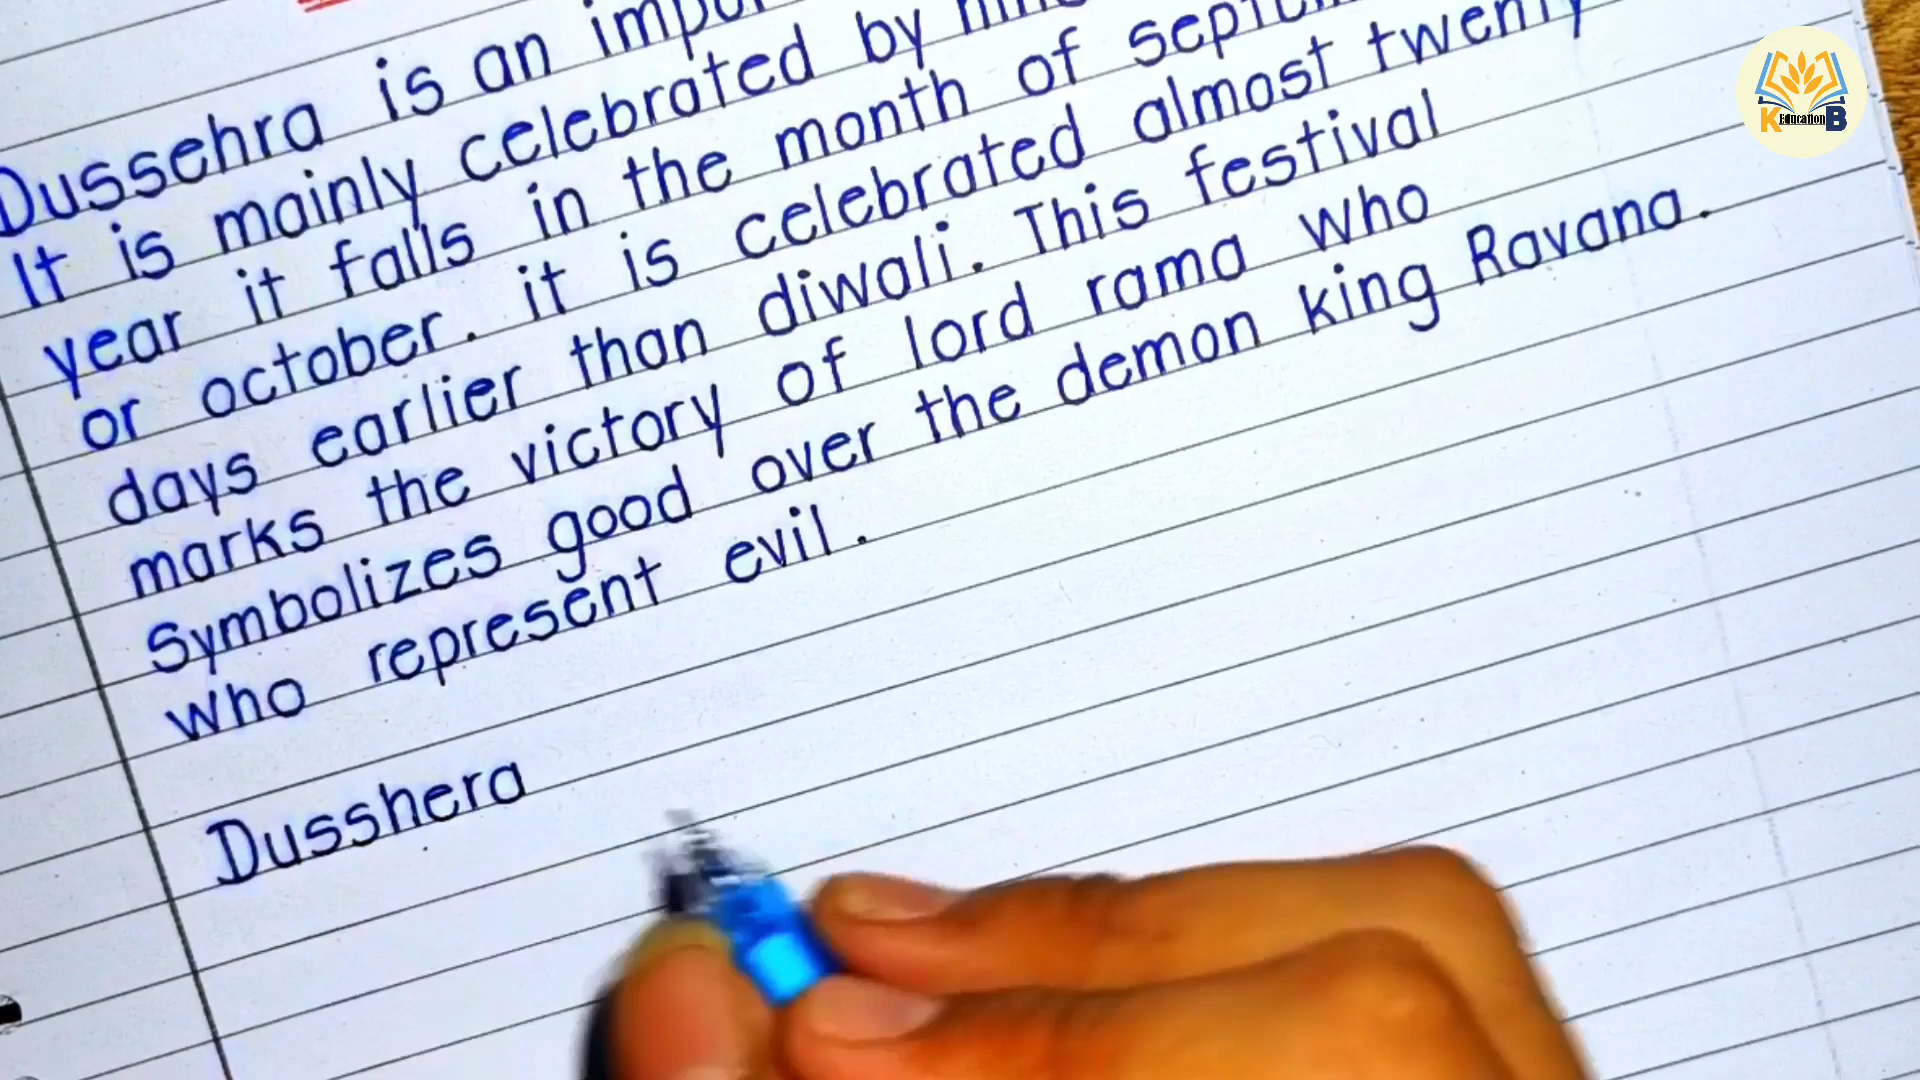 Dussehra is an
It is mainly celebrated by
year it falls in the month of
or october. it is celebrated almost twenty
days earlier than diwali. This festival
marks the victory of lord rama who
Symbolizes good over the demon king Ravana.
who represent evil.
Dusshera
K Education B